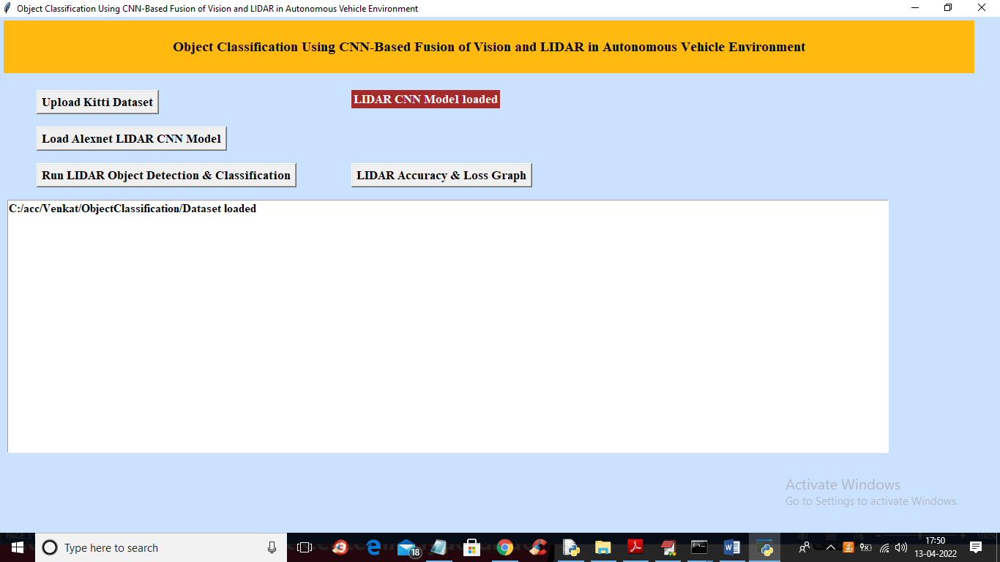 Object Classification Using CNN-Based Fusion of Vision and LIDAR in Autonomous Vehicle Environment
Object Classification Using CNN-Based Fusion of Vision and LIDAR in Autonomous Vehicle Environment
Upload Kitti Dataset
LIDAR CNN Model loaded
Load Alexnet LIDAR CNN Model
Run LIDAR Object Detection & Classification
LIDAR Accuracy & Loss Graph
C:/acc/Venkat/ObjectClassification/Dataset loaded
Activate Windows
Go to Settings to activate Windows.
Type here to search
18
17:50
13-04-2022
100%